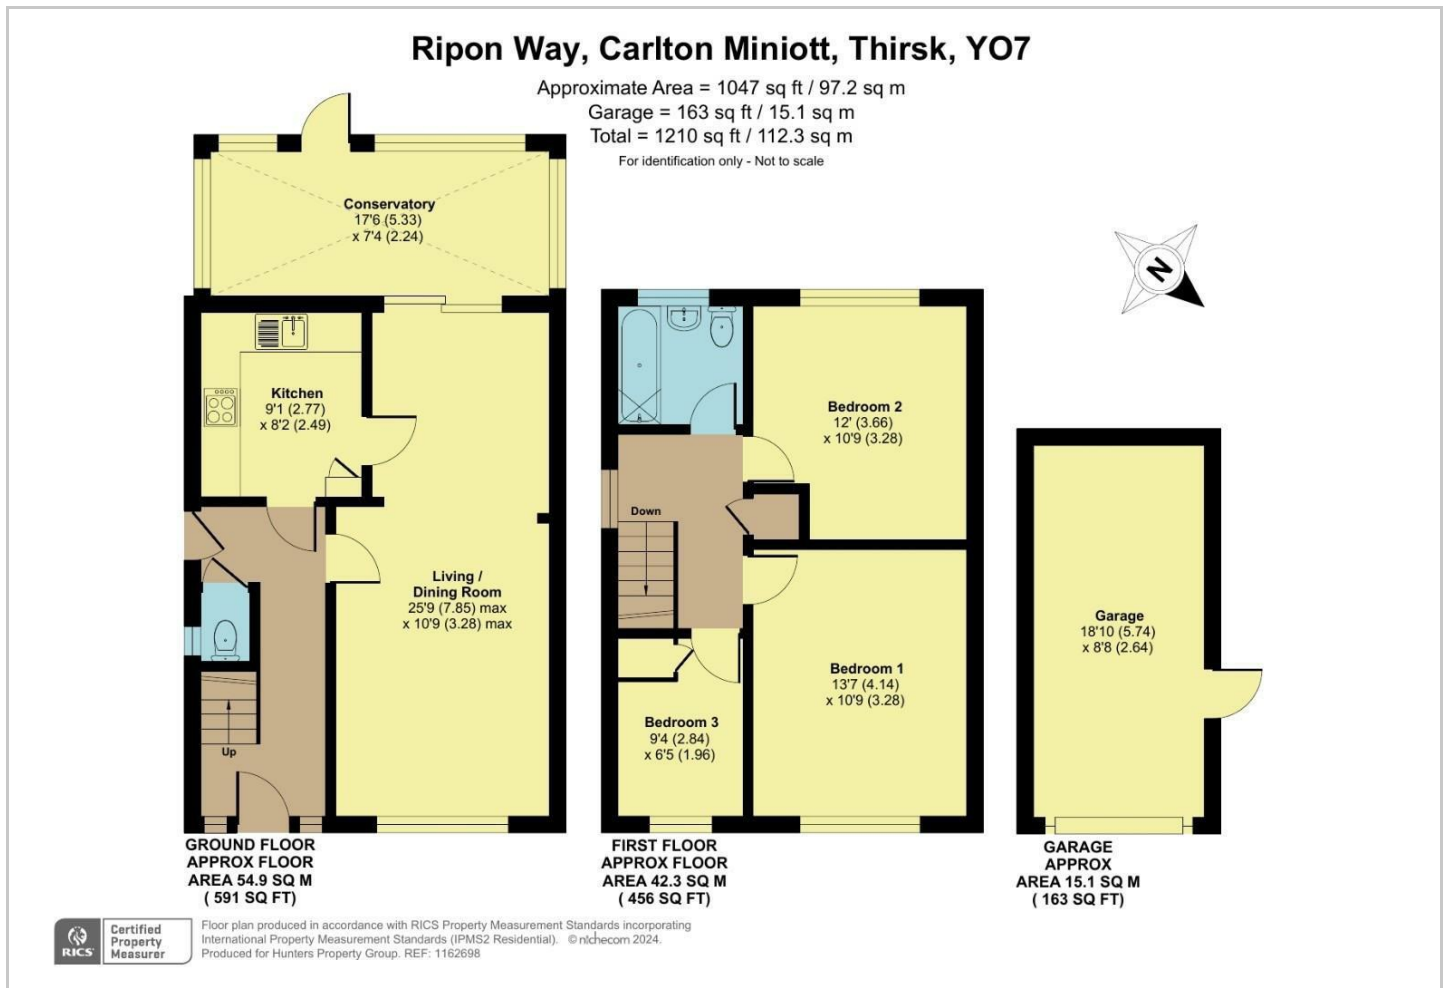 Ripon Way, Carlton Miniott, Thirsk, YO7
Approximate Area = 1047 sq ft / 97.2 sq m
Garage = 163 sq ft / 15.1 sq m
Total = 1210 sq ft / 112.3 sq m
For identification only - Not to scale
Conservatory
17'6 (5.33)
x 7'4 (2.24)
N
Kitchen
9'1 (2.77)
x 8'2 (2.49)
Living /
Dining Room
25'9 (7.85) max
x 10'9 (3.28) max
Up
GROUND FLOOR
APPROX FLOOR
AREA 54.9 SQ M
( 591 SQ FT)
Bedroom 2
12' (3.66)
x 10'9 (3.28)
Down
Bedroom 1
13'7 (4.14)
x 10'9 (3.28)
Bedroom 3
9'4 (2.84)
x 6'5 (1.96)
FIRST FLOOR
APPROX FLOOR
AREA 42.3 SQ M
( 456 SQ FT)
Garage
18'10 (5.74)
x 8'8 (2.64)
GARAGE
APPROX
AREA 15.1 SQ M
( 163 SQ FT)
RICS
Certified
Property
Measurer
Floor plan produced in accordance with RICS Property Measurement Standards incorporating
International Property Measurement Standards (IPMS2 Residential). © n!checom 2024.
Produced for Hunters Property Group. REF: 1162698